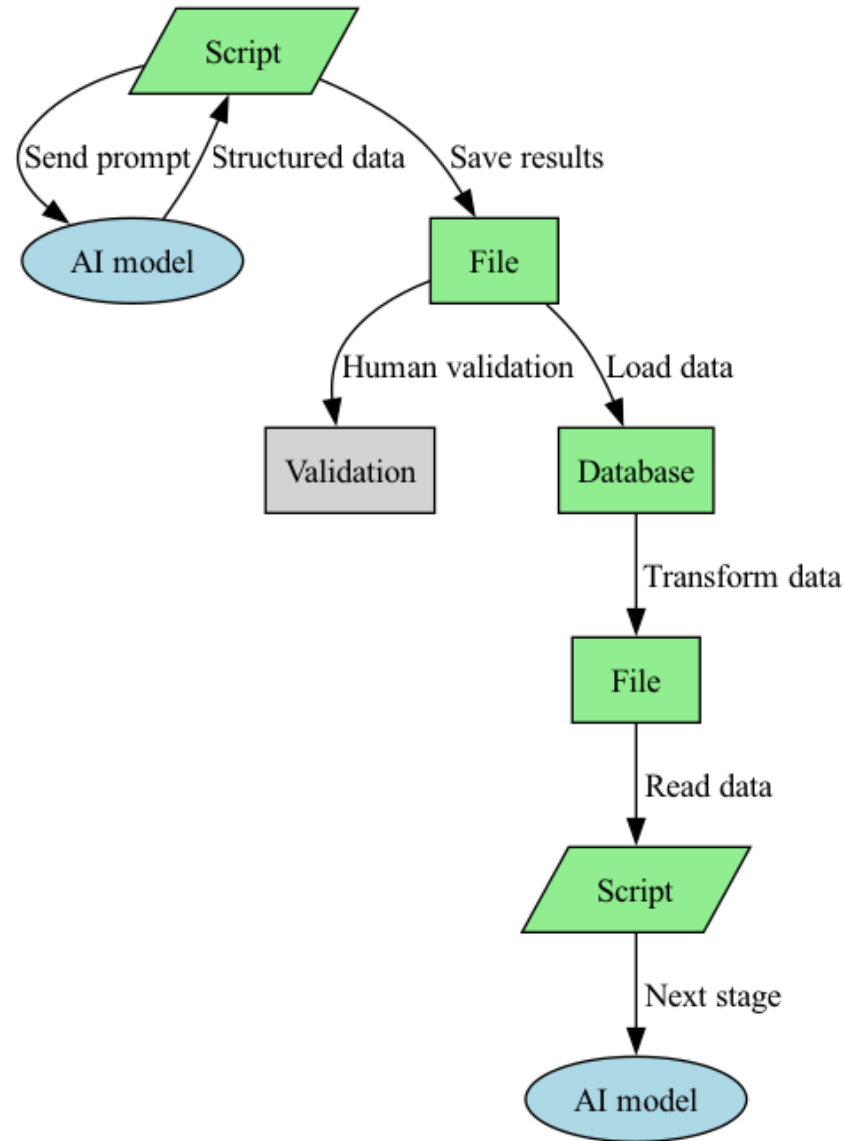 Script
Send prompt
Structured data
Save results
AI model
File
Human validation
Load data
Validation
Database
Transform data
File
Read data
Script
Next stage
AI model